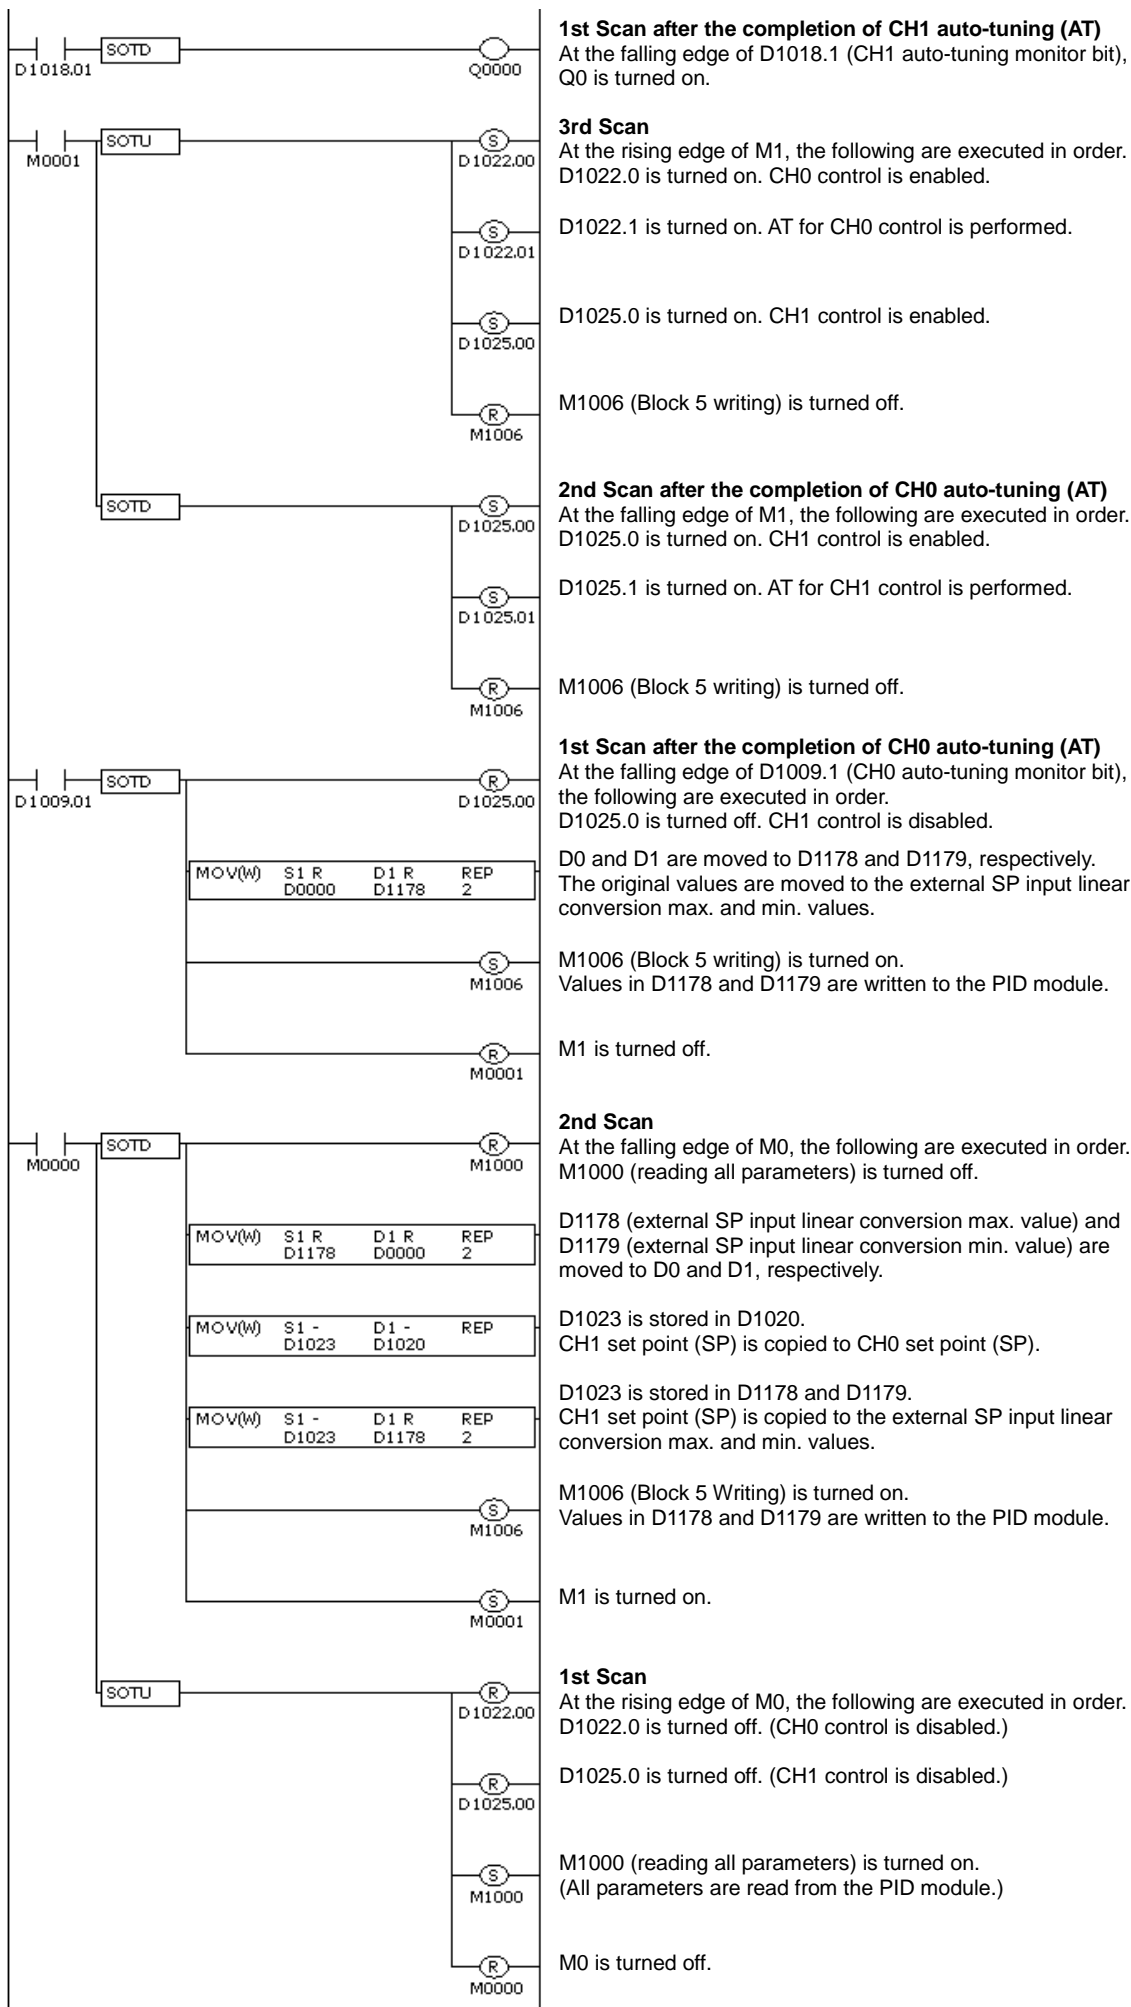 1st Scan after the completion of CH1 auto-tuning (AT)
SOTD
At the falling edge of D1018.1 (CH1 auto-tuning monitor bit),
D1018.01
Q0000
Q0 is turned on.
3rd Scan
SOTU
S
At the rising edge of M1, the following are executed in order.
M0001
D1022.00
D1022.0 is turned on. CH0 control is enabled.
S
D1022.1 is turned on. AT for CH0 control is performed.
D1022.01
S
D1025.0 is turned on. CH1 control is enabled.
D1025.00
R
M1006 (Block 5 writing) is turned off.
M1006
2nd Scan after the completion of CH0 auto-tuning (AT)
SOTD
S
At the falling edge of M1, the following are executed in order.
D1025.00
D1025.0 is turned on. CH1 control is enabled.
S
D1025.1 is turned on. AT for CH1 control is performed.
D1025.01
R
M1006 (Block 5 writing) is turned off.
M1006
1st Scan after the completion of CH0 auto-tuning (AT)
SOTD
R
At the falling edge of D1009.1 (CH0 auto-tuning monitor bit),
D1009.01
D1025.00
the following are executed in order.
D1025.0 is turned off. CH1 control is disabled.
MOV(W) S1 R D1 R REP
D0000 D1178 2
D0 and D1 are moved to D1178 and D1179, respectively.
The original values are moved to the external SP input linear
conversion max. and min. values.
S
M1006 (Block 5 writing) is turned on.
M1006
Values in D1178 and D1179 are written to the PID module.
R
M1 is turned off.
M0001
2nd Scan
SOTD
R
At the falling edge of M0, the following are executed in order.
M0000
M1000
M1000 (reading all parameters) is turned off.
MOV(W) S1 R D1 R REP
D1178 D0000 2
D1178 (external SP input linear conversion max. value) and
D1179 (external SP input linear conversion min. value) are
moved to D0 and D1, respectively.
MOV(W) S1 - D1 - REP
D1023 D1020
D1023 is stored in D1020.
CH1 set point (SP) is copied to CH0 set point (SP).
MOV(W) S1 - D1 R REP
D1023 D1178 2
D1023 is stored in D1178 and D1179.
CH1 set point (SP) is copied to the external SP input linear
conversion max. and min. values.
S
M1006 (Block 5 Writing) is turned on.
M1006
Values in D1178 and D1179 are written to the PID module.
S
M1 is turned on.
M0001
1st Scan
SOTU
R
At the rising edge of M0, the following are executed in order.
D1022.00
D1022.0 is turned off. (CH0 control is disabled.)
R
D1025.0 is turned off. (CH1 control is disabled.)
D1025.00
S
M1000 (reading all parameters) is turned on.
M1000
(All parameters are read from the PID module.)
R
M0 is turned off.
M0000